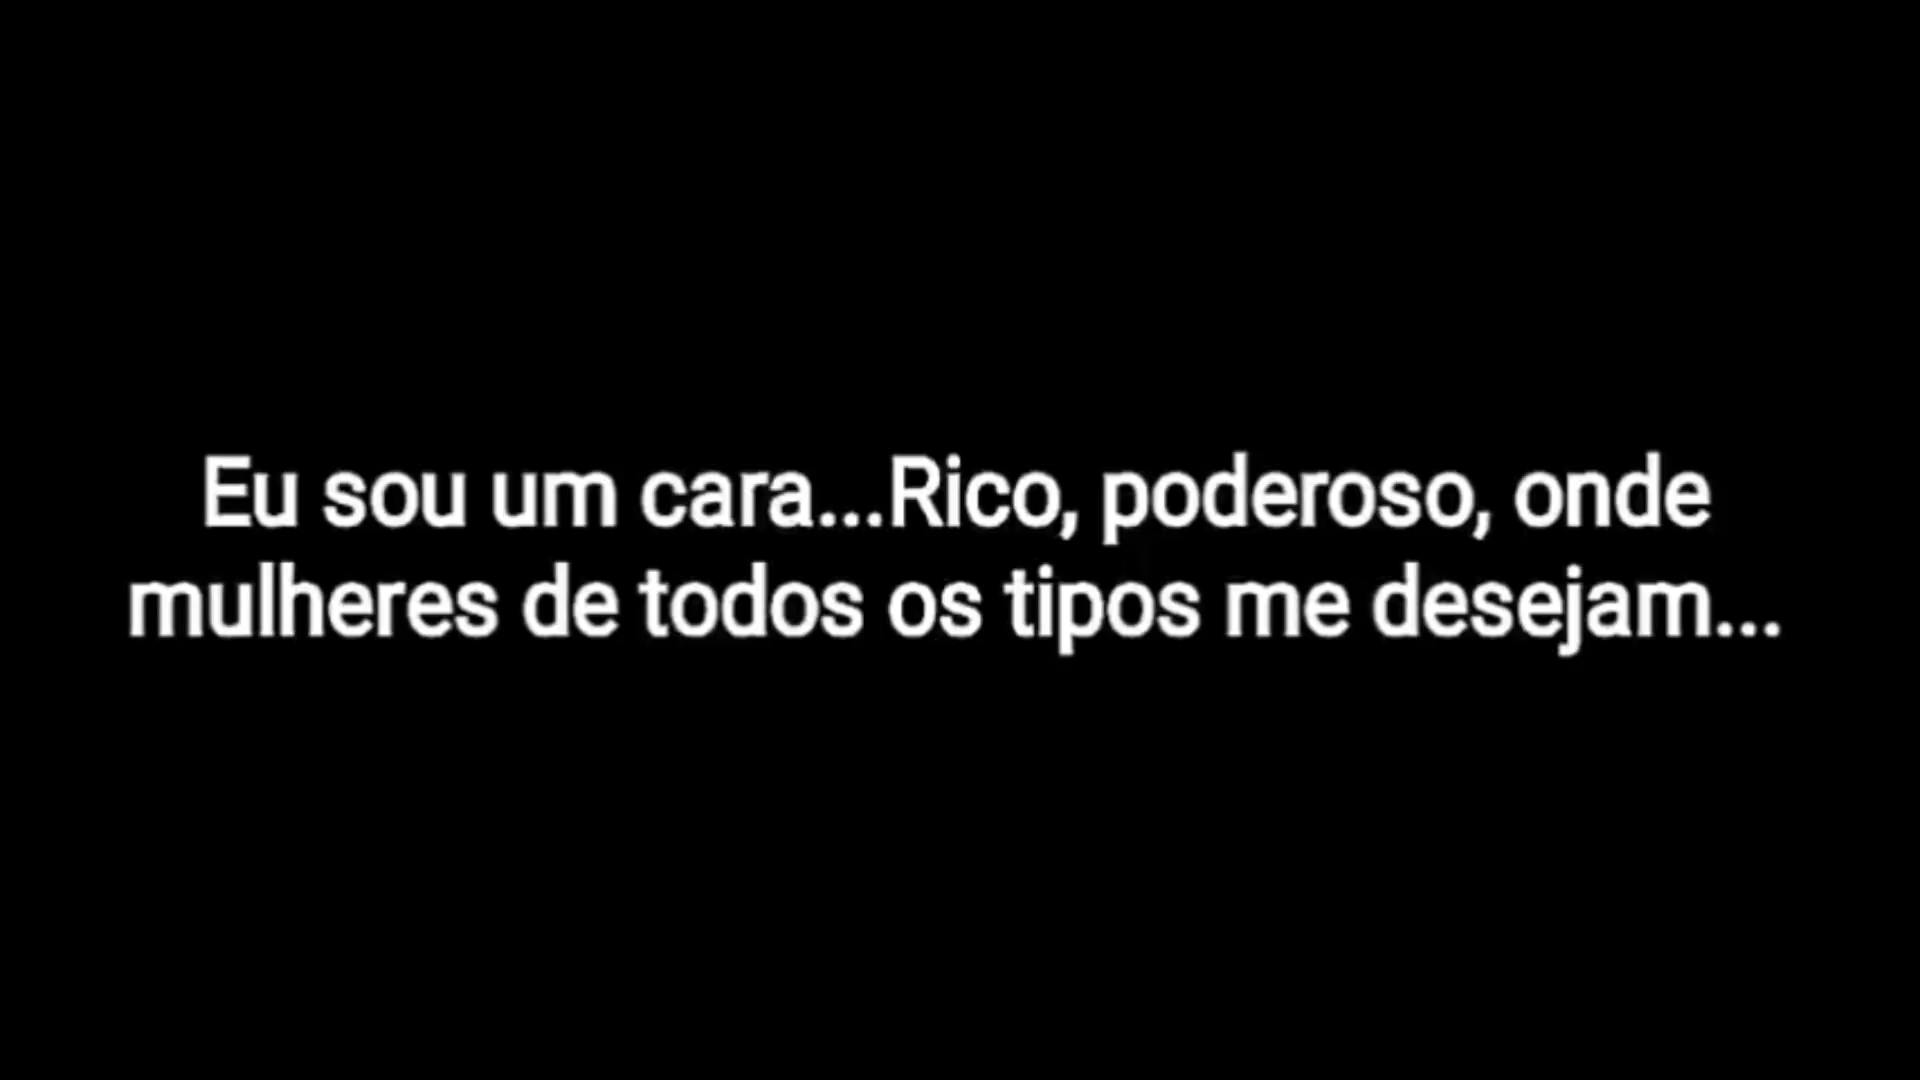 Eu sou um cara...Rico, poderoso, onde
mulheres de todos os tipos me desejam...